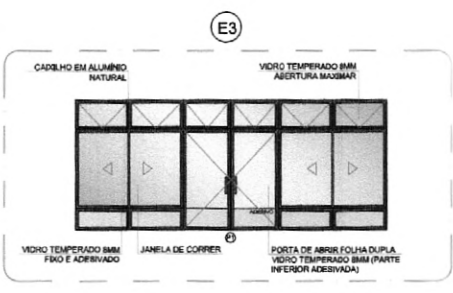 E3
CAIXILHO EM ALUMÍNIO
NATURAL
VIDRO TEMPERADO 8MM
ABERTURA MAXIMAR
ADESIVO
VIDRO TEMPERADO 8MM
FIXO E ADESIVADO
JANELA DE CORRER
PORTA DE ABRIR FOLHA DUPLA
VIDRO TEMPERADO 8MM (PARTE
INFERIOR ADESIVADA)